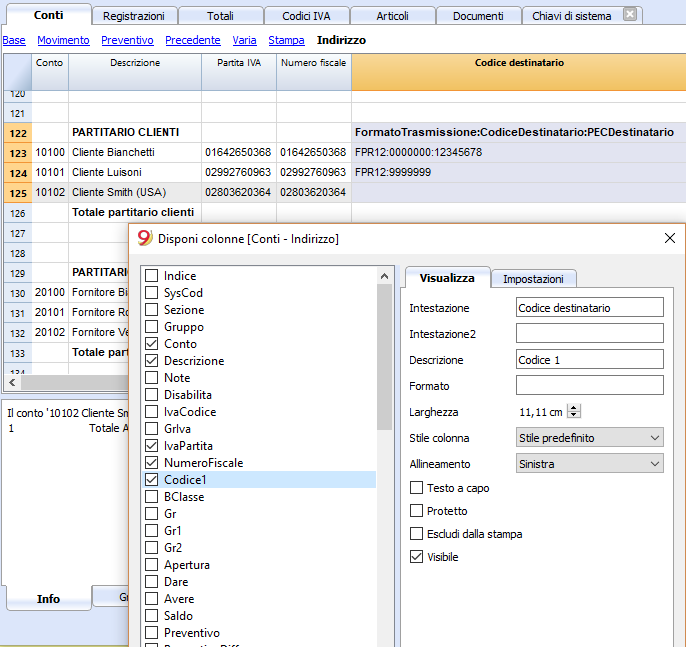 Conti Registrazioni Totali Codici IVA Articoli Documenti Chiavi di sistema
Base Movimento Preventivo Precedente Varia Stampa Indirizzo
Conto Descrizione Partita IVA Numero fiscale Codice destinatario
120
121
122 PARTITARIO CLIENTI FormatoTrasmissione:CodiceDestinatario:PECDestinatario
123 10100 Cliente Bianchetti 01642650368 01642650368 FPR12:0000000:12345678
124 10101 Cliente Luisoni 02992760963 02992760963 FPR12:9999999
125 10102 Cliente Smith (USA) 02803620364 02803620364
126 Totale partitario clienti
127
128
129 PARTITARI
130 20100 Fornitore Bi
131 20101 Fornitore Ro
132 20102 Fornitore Ve
133 Totale part
134
Il conto '10102 Cliente Sm
1 Totale A
Info G
Disponi colonne [Conti - Indirizzo]
Indice
SysCod
Sezione
Gruppo
Conto
Descrizione
Note
Disabilita
IvaCodice
GrIva
IvaPartita
NumeroFiscale
Codice1
BClasse
Gr
Gr1
Gr2
Apertura
Dare
Avere
Saldo
Preventivo
Visualizza Impostazioni
Intestazione Codice destinatario
Intestazione2
Descrizione Codice 1
Formato
Larghezza 11,11 cm
Stile colonna Stile predefinito
Allineamento Sinistra
Testo a capo
Protetto
Escludi dalla stampa
Visibile